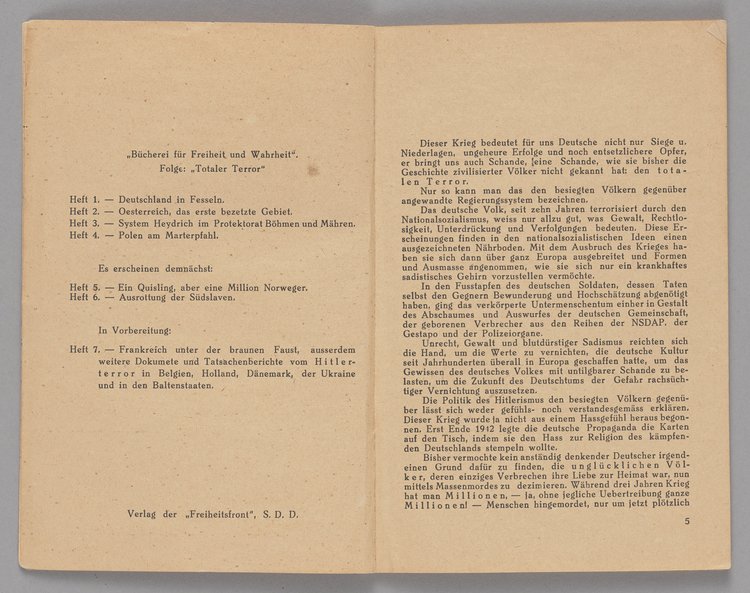 „Bücherei für Freiheit und Wahrheit“.
Folge: „Totaler Terror“
Heft 1. — Deutschland in Fesseln.
Heft 2. — Oesterreich, das erste bezetzte Gebiet.
Heft 3. — System Heydrich im Protektorat Böhmen und Mähren.
Heft 4. — Polen am Marterpfahl.
Es erscheinen demnächst:
Heft 5. — Ein Quisling, aber eine Million Norweger.
Heft 6. — Ausrottung der Südslaven.
In Vorbereitung:
Heft 7. — Frankreich unter der braunen Faust, ausserdem
weitere Dokumete und Tatsachenberichte vom Hitler-
terror in Belgien, Holland, Dänemark, der Ukraine
und in den Baltenstaaten.
Verlag der „Freiheitsfront“, S. D. D.
Dieser Krieg bedeutet für uns Deutsche nicht nur Siege u.
Niederlagen, ungeheure Erfolge und noch entsetzlichere Opfer,
er bringt uns auch Schande, jeine Schande, wie sie bisher die
Geschichte zivilisierter Völker nicht gekannt hat: den tota-
len Terror.
Nur so kann man das den besiegten Völkern gegenüber
angewandte Regierungssystem bezeichnen.
Das deutsche Volk, seit zehn Jahren terrorisiert durch den
Nationalsozialismus, weiss nur allzu gut, was Gewalt, Rechtlo-
sigkeit, Unterdrückung und Verfolgungen bedeuten. Diese Er-
scheinungen finden in den nationalsozialistischen Ideen einen
ausgezeichneten Nährboden. Mit dem Ausbruch des Krieges ha-
ben sie sich dann über ganz Europa ausgebreitet und Formen
und Ausmasse angenommen, wie sie sich nur ein krankhaftes
sadistisches Gehirn vorzustellen vermöchte.
In den Fusstapfen des deutschen Soldaten, dessen Taten
selbst den Gegnern Bewunderung und Hochschätzung abgenötigt
haben, ging das verkörperte Untermenschentum einher in Gestalt
des Abschaumes und Auswurfes der deutschen Gemeinschaft,
der geborenen Verbrecher aus den Reihen der NSDAP. der
Gestapo und der Polizeiorgane.
Unrecht, Gewalt und blutdürstiger Sadismus reichten sich
die Hand, um die Werte zu vernichten, die deutsche Kultur
seit Jahrhunderten überall in Europa geschaffen hatte, um das
Gewissen des deutsches Volkes mit untilgbarer Schande zu be-
lasten, um die Zukunft des Deutschtums der Gefahr rachsüch-
tiger Vernichtung auszusetzen.
Die Politik des Hitlerismus den besiegten Völkern gegenü-
ber lässt sich weder gefühls- noch verstandesgemäss erklären.
Dieser Krieg wurde ja nicht aus einem Hassgefühl heraus begon-
nen. Erst Ende 1942 legte die deutsche Propaganda die Karten
auf den Tisch, indem sie den Hass zur Religion des kämpfen-
den Deutschlands stempeln wollte.
Bisher vermochte kein anständig denkender Deutscher irgend-
einen Grund dafür zu finden, die unglücklichen Völ-
ker, deren einziges Verbrechen ihre Liebe zur Heimat war, nun
mittels Massenmordes zu dezimieren. Während drei Jahren Krieg
hat man Millionen, — ja, ohne jegliche Uebertreibung ganze
Millionen! — Menschen hingemordet, nur um jetzt plötzlich
5